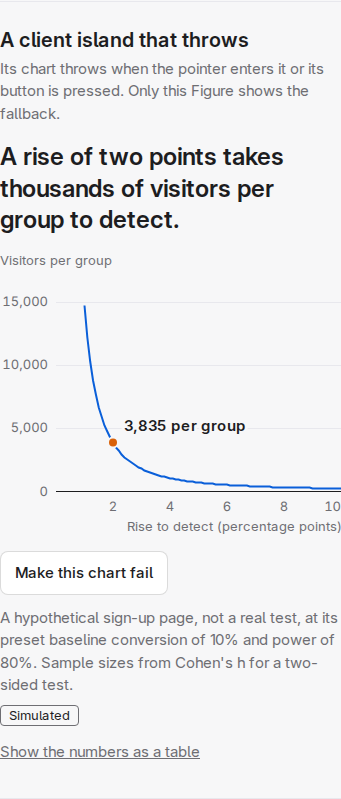 A client island that throws
Its chart throws when the pointer enters it or its
button is pressed. Only this Figure shows the
fallback.
A rise of two points takes
thousands of visitors per
group to detect.
Visitors per group
15,000
10,000
5,000
3,835 per group
0
2 4 6 8 10
Rise to detect (percentage points)
Make this chart fail
A hypothetical sign-up page, not a real test, at its
preset baseline conversion of 10% and power of
80%. Sample sizes from Cohen's h for a two-
sided test.
Simulated
Show the numbers as a table